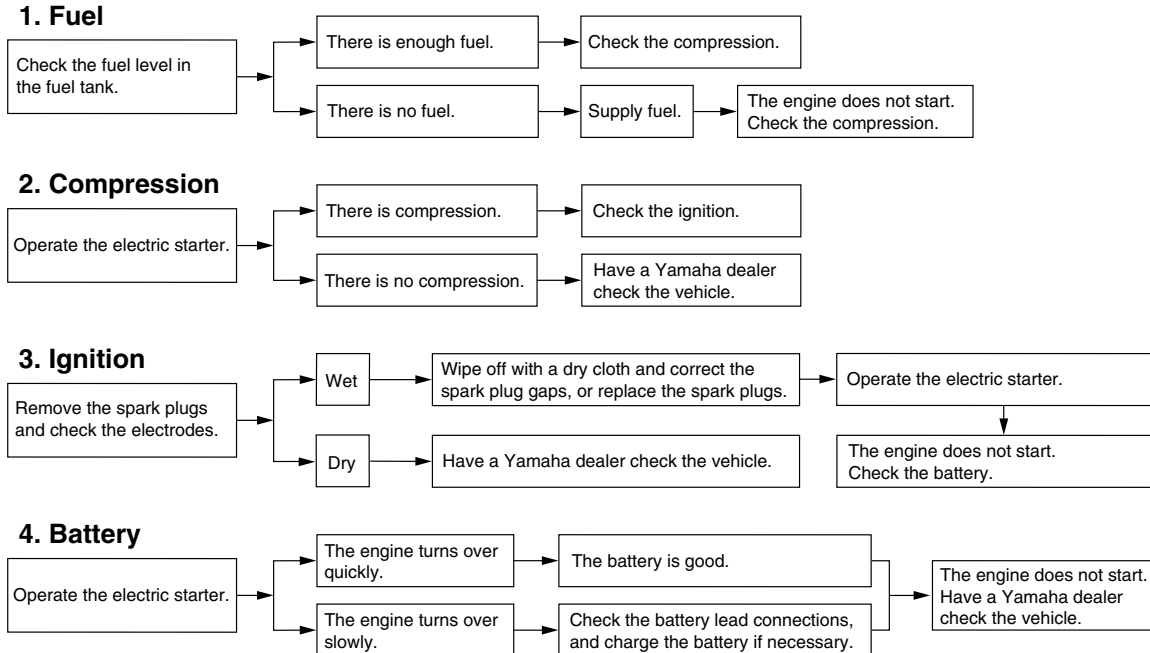 1. Fuel
Check the fuel level in
the fuel tank.
There is enough fuel.
Check the compression.
There is no fuel.
Supply fuel.
The engine does not start.
Check the compression.
2. Compression
Operate the electric starter.
There is compression.
Check the ignition.
There is no compression.
Have a Yamaha dealer
check the vehicle.
3. Ignition
Remove the spark plugs
and check the electrodes.
Wet
Wipe off with a dry cloth and correct the
spark plug gaps, or replace the spark plugs.
Operate the electric starter.
The engine does not start.
Check the battery.
Dry
Have a Yamaha dealer check the vehicle.
4. Battery
Operate the electric starter.
The engine turns over
quickly.
The battery is good.
The engine turns over
slowly.
Check the battery lead connections,
and charge the battery if necessary.
The engine does not start.
Have a Yamaha dealer
check the vehicle.